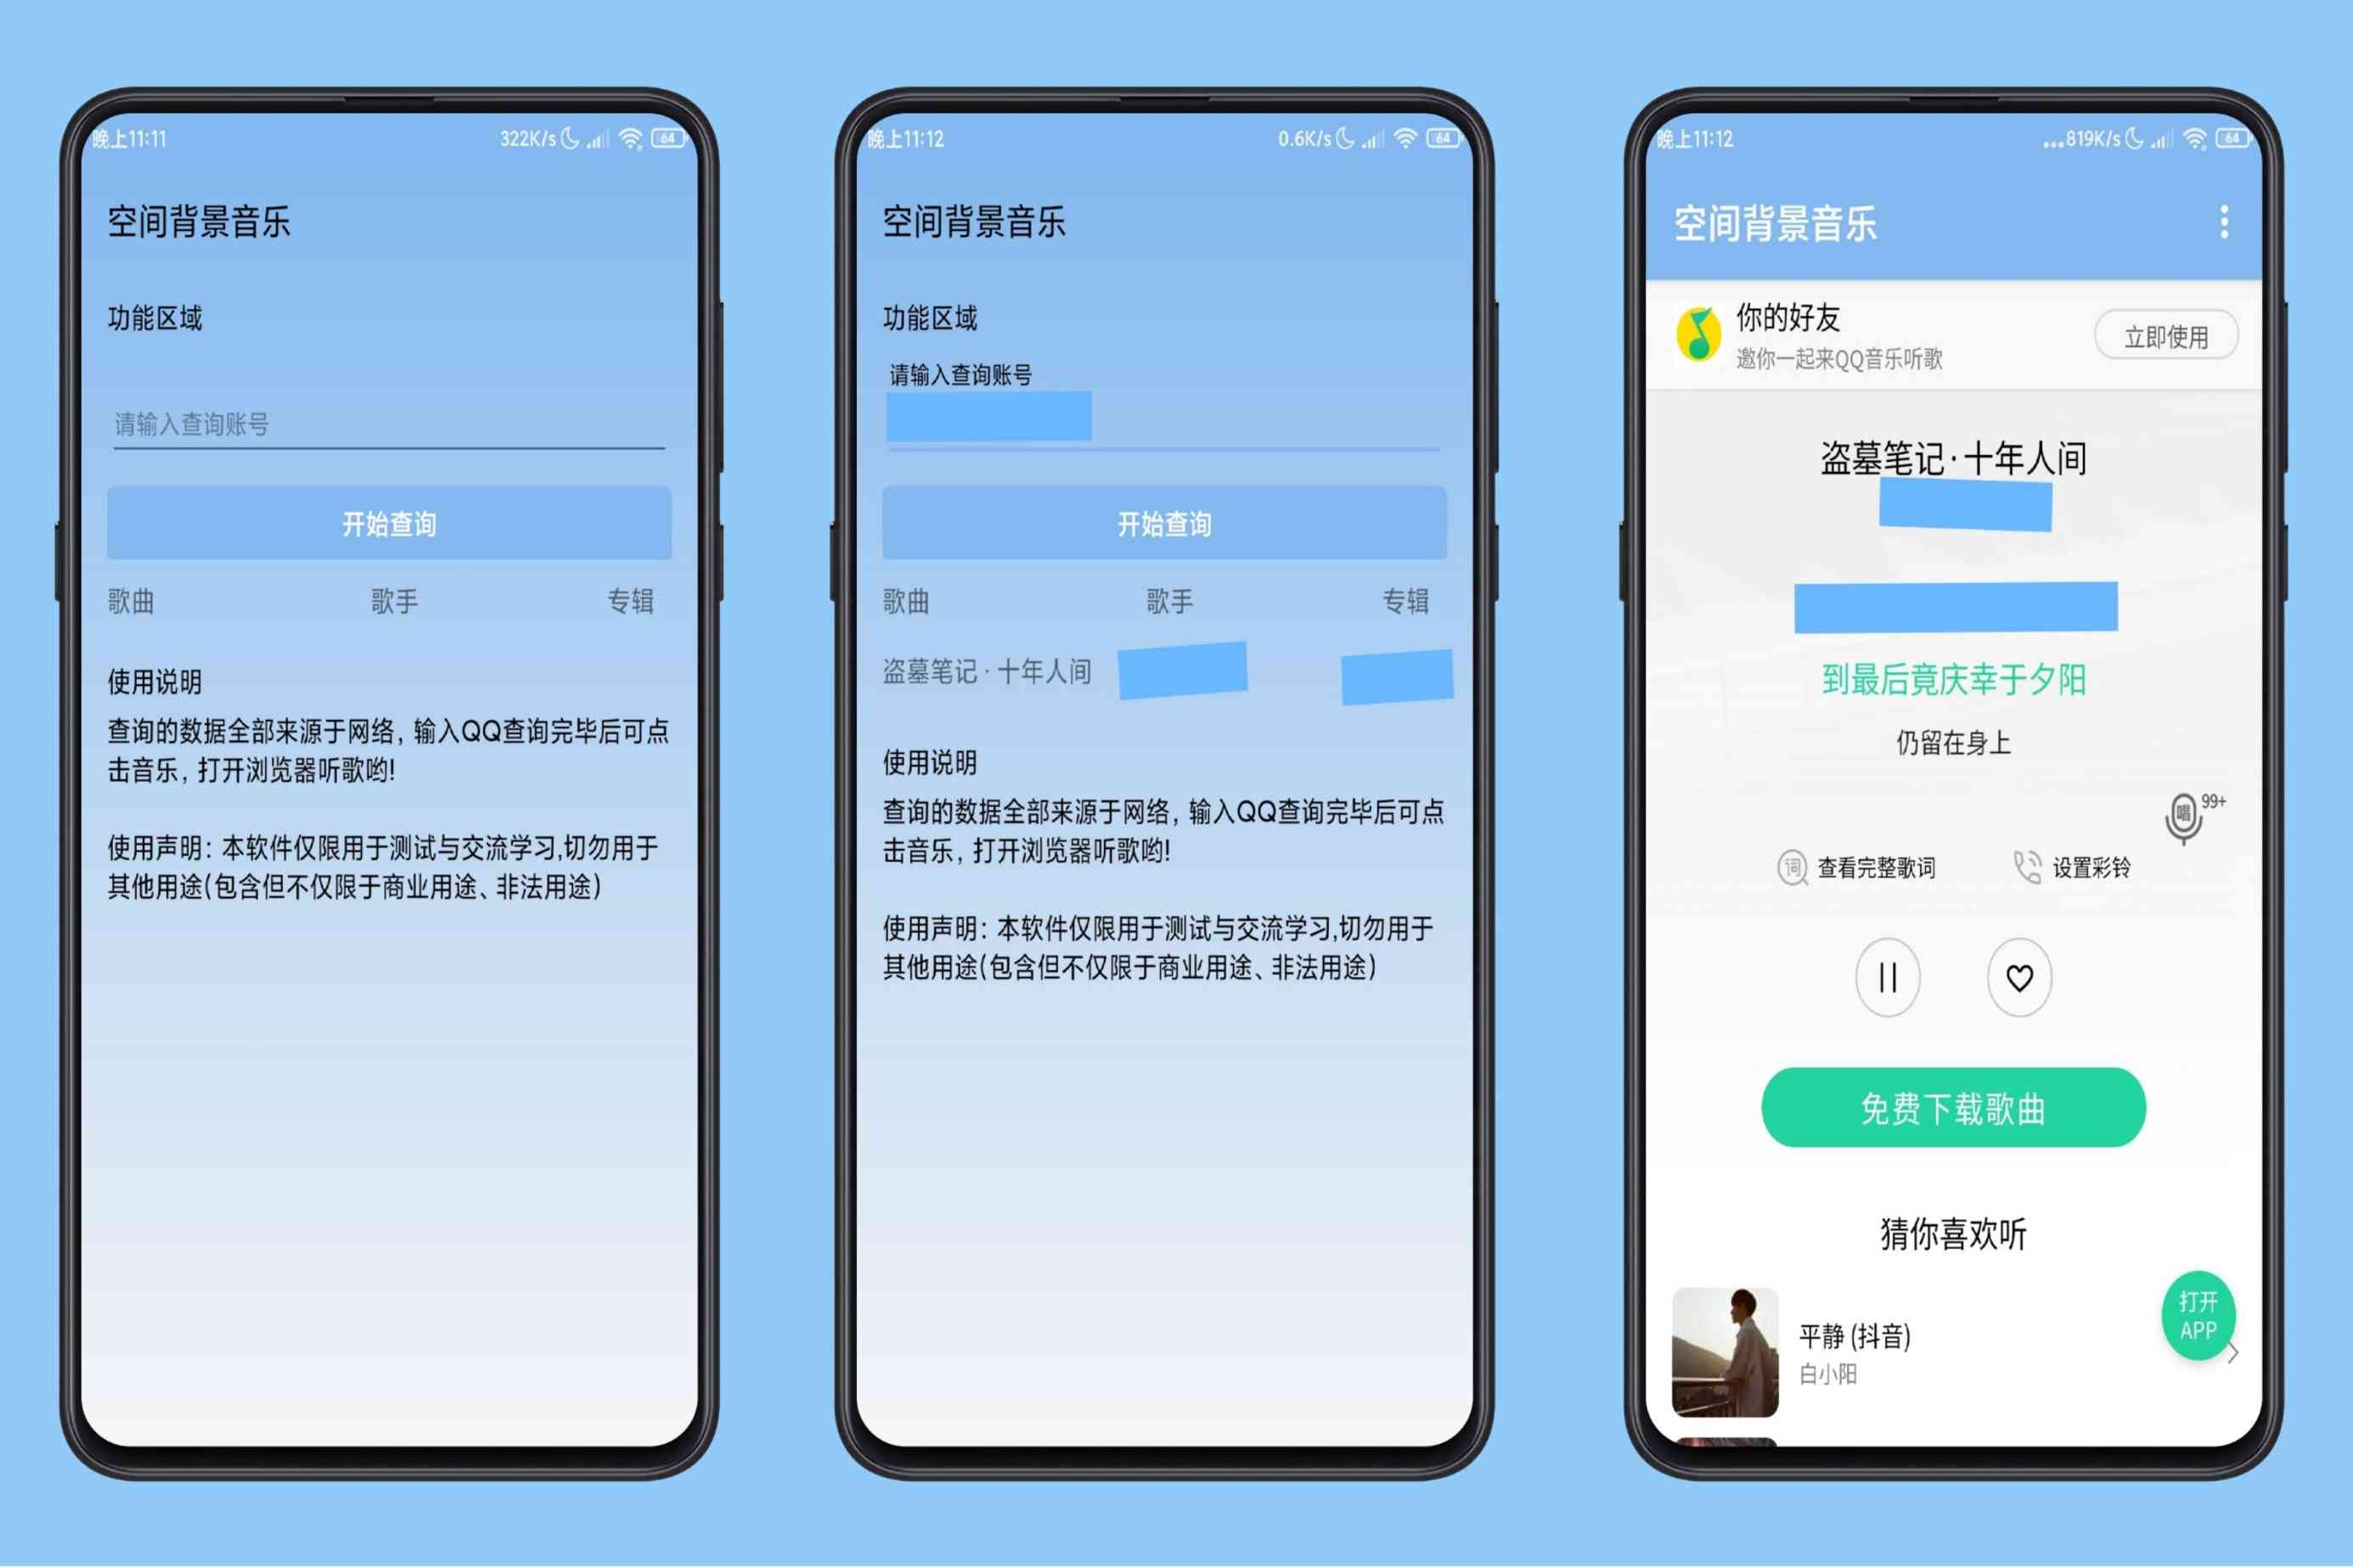 晚上11:11
322K/s
64
空间背景音乐
功能区域
请输入查询账号
开始查询
歌曲 歌手 专辑
使用说明
查询的数据全部来源于网络，输入QQ查询完毕后可点
击音乐，打开浏览器听歌哟!
使用声明：本软件仅限用于测试与交流学习,切勿用于
其他用途(包含但不仅限于商业用途、非法用途)
晚上11:12
0.6K/s
64
空间背景音乐
功能区域
请输入查询账号
开始查询
歌曲 歌手 专辑
盗墓笔记·十年人间
使用说明
查询的数据全部来源于网络，输入QQ查询完毕后可点
击音乐，打开浏览器听歌哟!
使用声明：本软件仅限用于测试与交流学习,切勿用于
其他用途(包含但不仅限于商业用途、非法用途)
晚上11:12
...819K/s
64
空间背景音乐
你的好友
邀你一起来QQ音乐听歌
立即使用
盗墓笔记·十年人间
到最后竟庆幸于夕阳
仍留在身上
唱 99+
词 查看完整歌词 设置彩铃
免费下载歌曲
猜你喜欢听
平静 (抖音)
白小阳
打开
APP